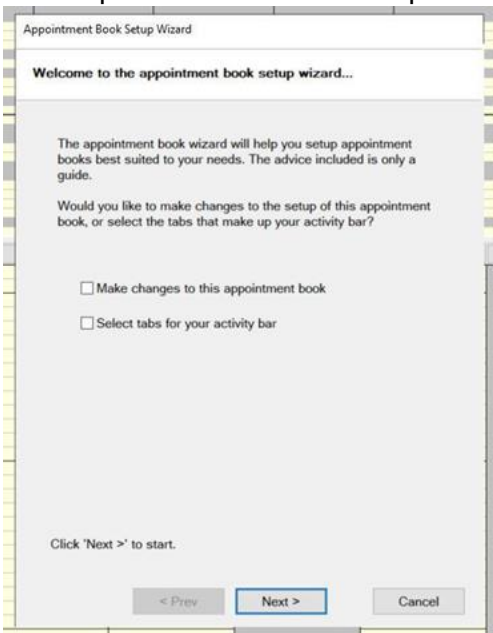 Appointment Book Setup Wizard
Welcome to the appointment book setup wizard...
The appointment book wizard will help you setup appointment
books best suited to your needs. The advice included is only a
guide.
Would you like to make changes to the setup of this appointment
book, or select the tabs that make up your activity bar?
Make changes to this appointment book
Select tabs for your activity bar
Click 'Next >' to start.
< Prev
Next >
Cancel